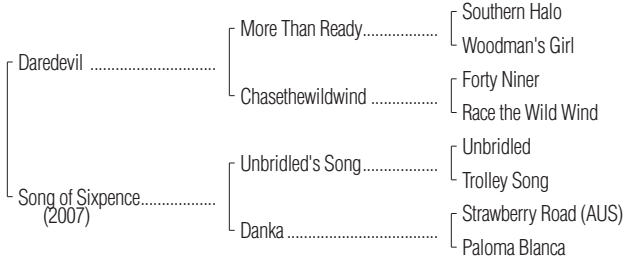 Southern Halo
More Than Ready..................
Woodman's Girl
Daredevil ..............................
Forty Niner
Chasethewildwind ................
Race the Wild Wind
Unbridled
Unbridled's Song..................
Trolley Song
Song of Sixpence..................
(2007)
Strawberry Road (AUS)
Danka ....................................
Paloma Blanca